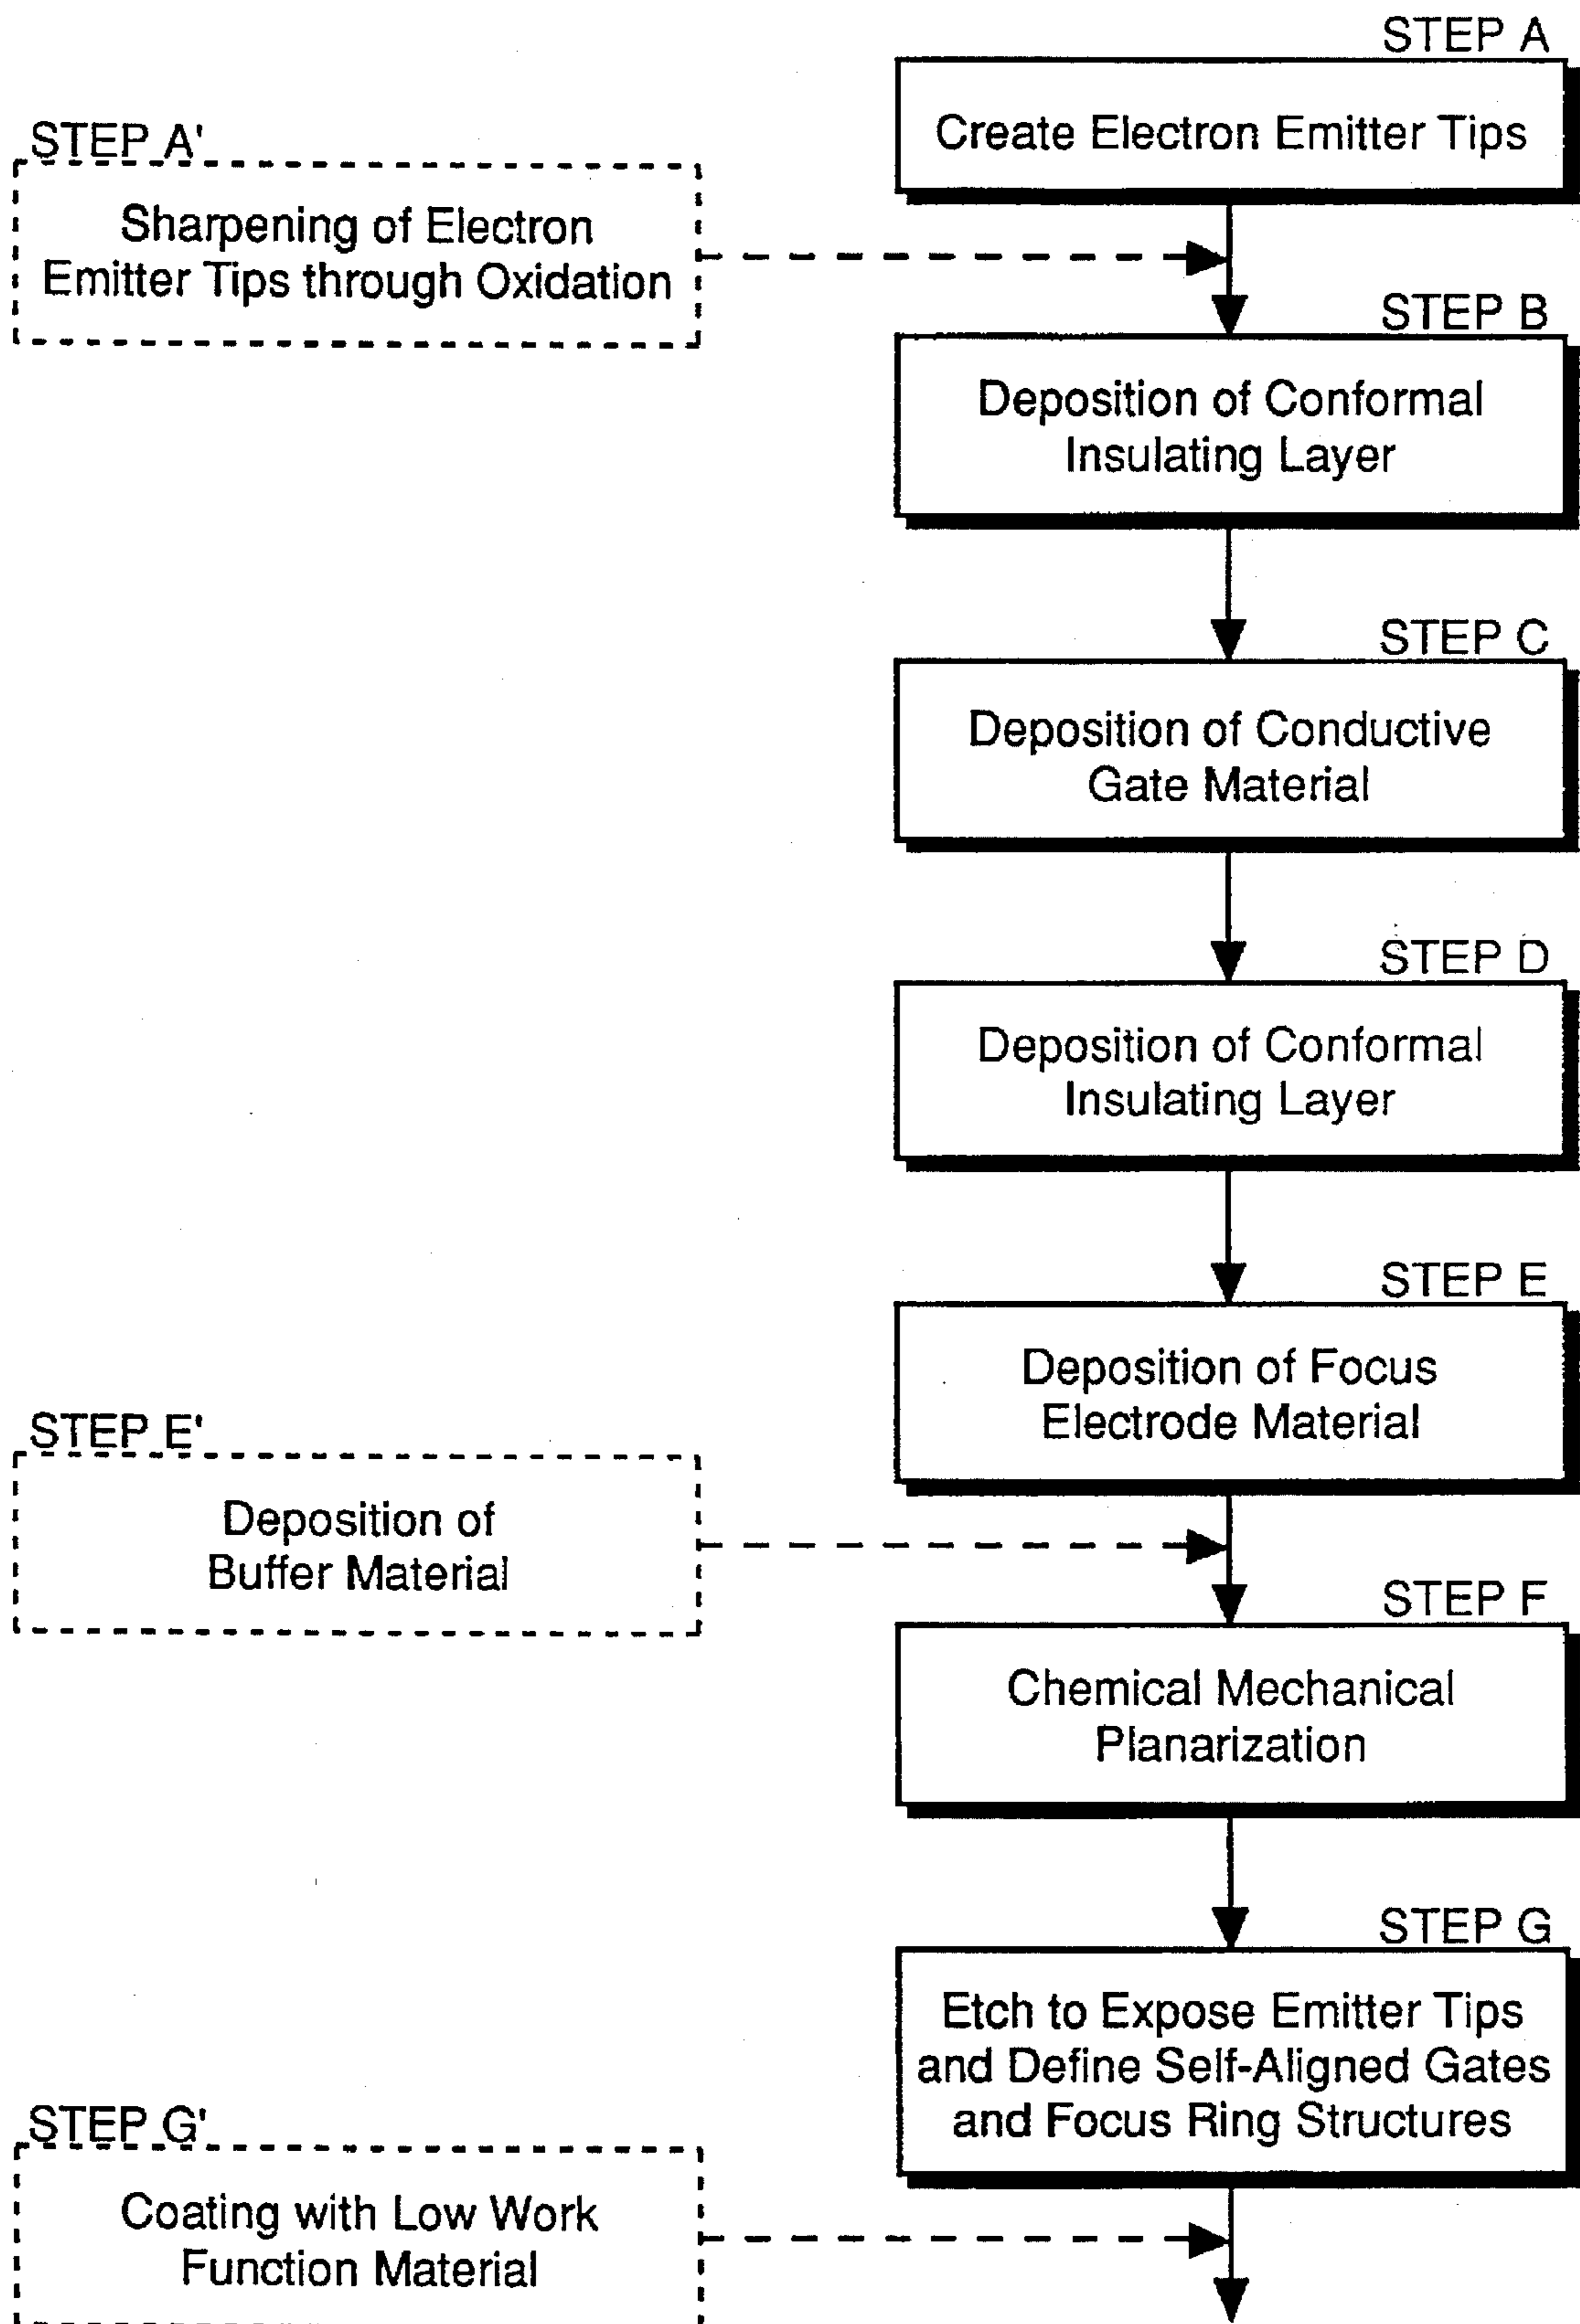 STEP A
Create Electron Emitter Tips
STEP A'
Sharpening of Electron
Emitter Tips through Oxidation
STEP B
Deposition of Conformal
Insulating Layer
STEP C
Deposition of Conductive
Gate Material
STEP D
Deposition of Conformal
Insulating Layer
STEP E
Deposition of Focus
Electrode Material
STEP E'
Deposition of
Buffer Material
STEP F
Chemical Mechanical
Planarization
STEP G
Etch to Expose Emitter Tips
and Define Self-Aligned Gates
and Focus Ring Structures
STEP G'
Coating with Low Work
Function Material